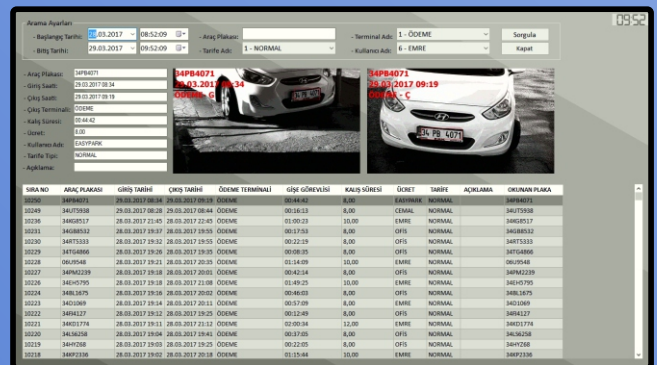 Arama Ayarları
09:52
- Başlangıç Tarihi: 28.03.2017 08:52:09 - Araç Plakası: - Terminal Adı: 1 - ÖDEME Sorgula
- Bitiş Tarihi: 29.03.2017 09:52:09 - Tarife Adı: 1 - NORMAL - Kullanıcı Adı: 6 - EMRE Kapat
- Araç Plakası: 34PB4071
- Giriş Saati: 29.03.2017 08:34
- Çıkış Saati: 29.03.2017 09:19
- Çıkış Terminali: ÖDEME
- Kalış Süresi: 00:44:42
- Ücret: 8,00
- Kullanıcı Adı: EASYPARK
- Tarife Tipi: NORMAL
- Açıklama:
34PB4071
29.03.2017 08:34
ÖDEME - G
34PB4071
29.03.2017 09:19
ÖDEME - Ç
34 PB 4071
SIRA NO ARAÇ PLAKASI GİRİŞ TARİHİ ÇIKIŞ TARİHİ ÖDEME TERMİNALİ GİŞE GÖREVLİSİ KALIŞ SÜRESİ ÜCRET TARİFE AÇIKLAMA OKUNAN PLAKA
10250 34PB4071 29.03.2017 08:34 29.03.2017 09:19 ÖDEME 00:44:42 8,00 EASYPARK NORMAL 34PB4071
10249 34UT5938 29.03.2017 08:28 29.03.2017 08:44 ÖDEME 00:16:13 8,00 CEMAL NORMAL 34UT5938
10236 34KG8517 28.03.2017 21:45 28.03.2017 22:45 ÖDEME 01:00:23 10,00 EMRE NORMAL 34KG8517
10231 34GB8532 28.03.2017 19:37 28.03.2017 19:55 ÖDEME 00:17:53 8,00 OFİS NORMAL 34GB8532
10230 34RT5333 28.03.2017 19:32 28.03.2017 19:55 ÖDEME 00:22:19 8,00 OFİS NORMAL 34RT5333
10229 34TG4866 28.03.2017 19:26 28.03.2017 19:35 ÖDEME 00:08:35 8,00 OFİS NORMAL 34TG4866
10228 06U9548 28.03.2017 19:21 28.03.2017 20:35 ÖDEME 01:14:09 10,00 EMRE NORMAL 06U9548
10227 34PM2239 28.03.2017 19:18 28.03.2017 20:01 ÖDEME 00:42:14 8,00 OFİS NORMAL 34PM2239
10226 34EH5795 28.03.2017 19:18 28.03.2017 21:08 ÖDEME 01:49:25 10,00 EMRE NORMAL 34EH5795
10224 34BL1675 28.03.2017 19:16 28.03.2017 20:02 ÖDEME 00:46:03 8,00 OFİS NORMAL 34BL1675
10223 34D1069 28.03.2017 19:14 28.03.2017 20:11 ÖDEME 00:57:09 8,00 OFİS NORMAL 34D1069
10222 34R4127 28.03.2017 19:12 28.03.2017 19:25 ÖDEME 00:12:49 8,00 OFİS NORMAL 34R4127
10221 34KD1774 28.03.2017 19:11 28.03.2017 21:12 ÖDEME 02:00:34 12,00 EMRE NORMAL 34KD1774
10220 34LS6258 28.03.2017 19:04 28.03.2017 19:41 ÖDEME 00:37:05 8,00 OFİS NORMAL 34LS6258
10219 34HYZ68 28.03.2017 19:03 28.03.2017 19:25 ÖDEME 00:22:05 8,00 OFİS NORMAL 34HYZ68
10218 34KP2336 28.03.2017 19:02 28.03.2017 20:18 ÖDEME 01:15:44 10,00 EMRE NORMAL 34KP2336